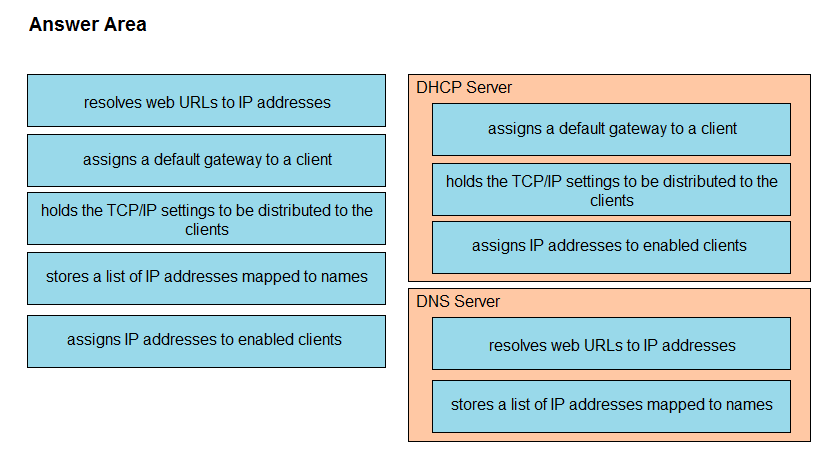 Answer Area
resolves web URLs to IP addresses
assigns a default gateway to a client
holds the TCP/IP settings to be distributed to the
clients
stores a list of IP addresses mapped to names
assigns IP addresses to enabled clients
DHCP Server
assigns a default gateway to a client
holds the TCP/IP settings to be distributed to the
clients
assigns IP addresses to enabled clients
DNS Server
resolves web URLs to IP addresses
stores a list of IP addresses mapped to names